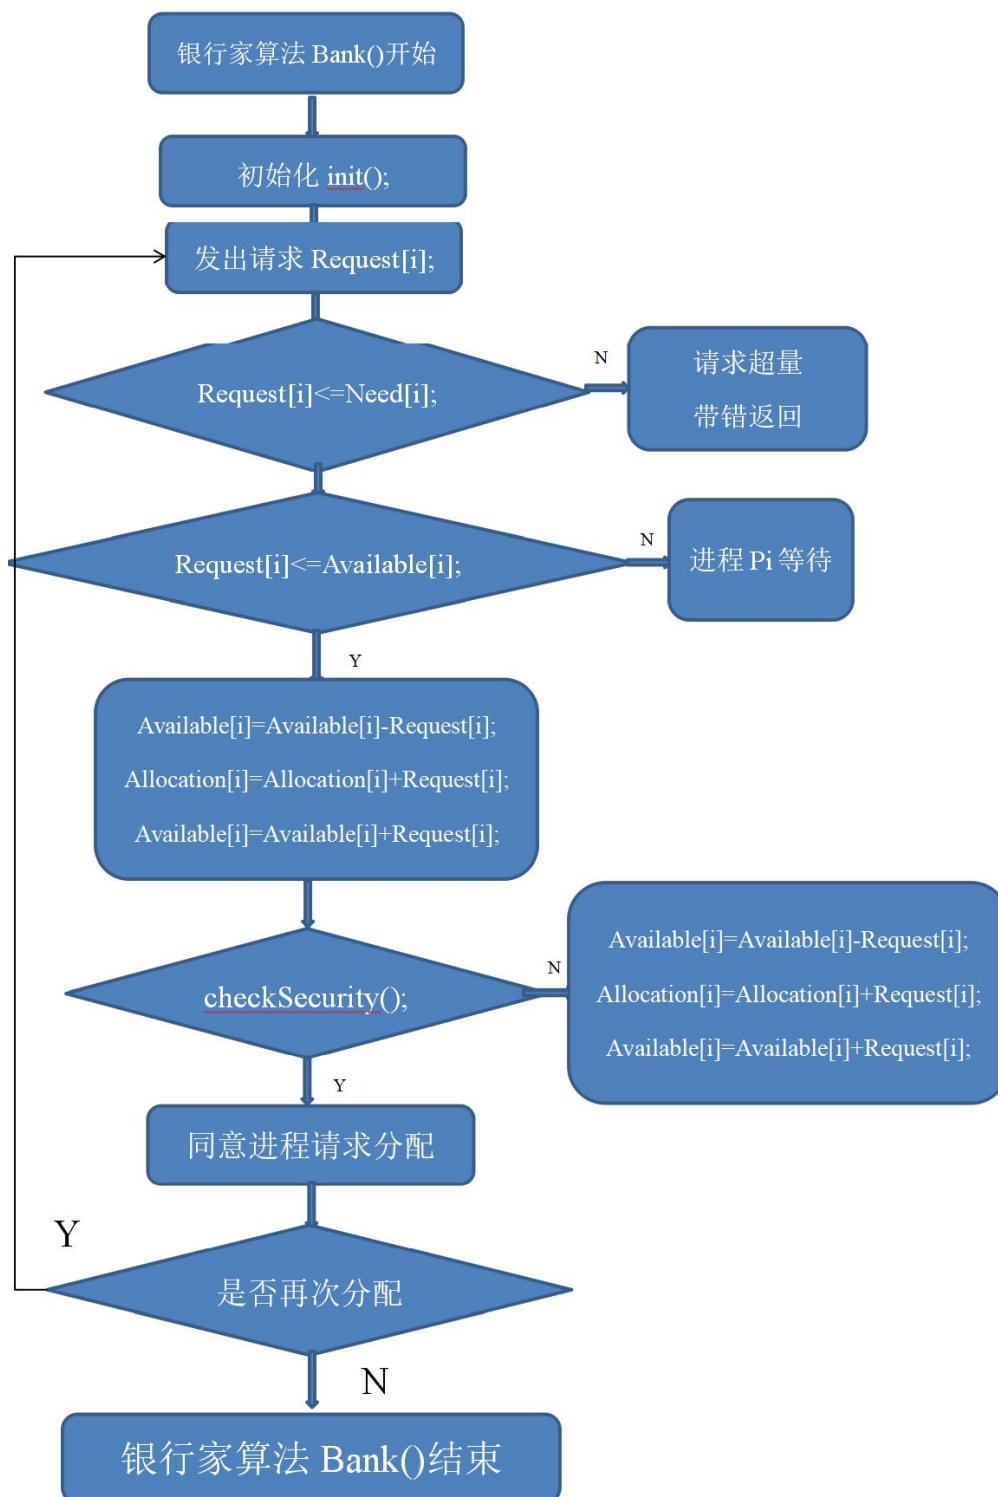 银行家算法 Bank()开始
初始化 init();
发出请求 Request[i];
Request[i]<=Need[i];
N
请求超量
带错返回
Request[i]<=Available[i];
N
进程 Pi 等待
Y
Available[i]=Available[i]-Request[i];
Allocation[i]=Allocation[i]+Request[i];
Available[i]=Available[i]+Request[i];
checkSecurity();
N
Available[i]=Available[i]-Request[i];
Allocation[i]=Allocation[i]+Request[i];
Available[i]=Available[i]+Request[i];
Y
同意进程请求分配
是否再次分配
Y
N
银行家算法 Bank()结束